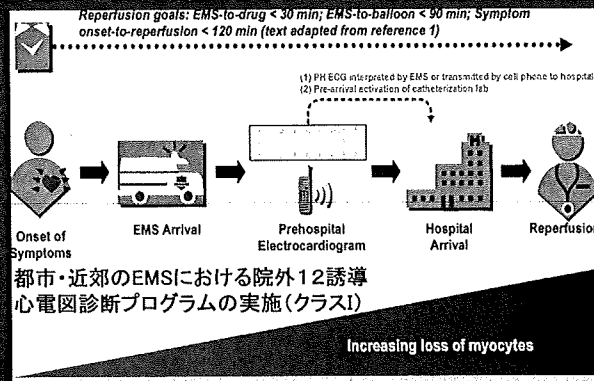 Reperfusion goals: EMS-to-drug < 30 min; EMS-to-balloon < 90 min; Symptom
onset-to-reperfusion < 120 min (text adapted from reference 1)
(1) PH ECG interpreted by EMS or transmitted by cell phone to hospital
(2) Pre-arrival activation of catheterization lab
H
Onset of
Symptoms
EMS Arrival
Prehospital
Electrocardiogram
Hospital
Arrival
Reperfusion
都市・近郊のEMSにおける院外12誘導
心電図診断プログラムの実施(クラスI)
Increasing loss of myocytes